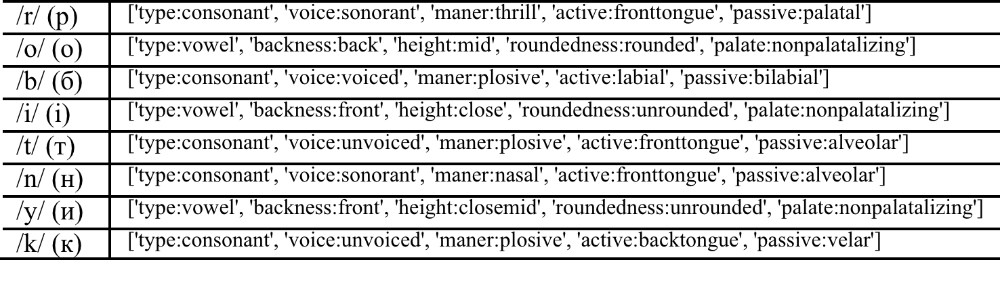 /r/ (р) ['type:consonant', 'voice:sonorant', 'maner:thrill', 'active:fronttongue', 'passive:palatal']
/o/ (о) ['type:vowel', 'backness:back', 'height:mid', 'roundedness:rounded', 'palate:nonpalatalizing']
/b/ (б) ['type:consonant', 'voice:voiced', 'maner:plosive', 'active:labial', 'passive:bilabial']
/i/ (і) ['type:vowel', 'backness:front', 'height:close', 'roundedness:unrounded', 'palate:nonpalatalizing']
/t/ (т) ['type:consonant', 'voice:unvoiced', 'maner:plosive', 'active:fronttongue', 'passive:alveolar']
/n/ (н) ['type:consonant', 'voice:sonorant', 'maner:nasal', 'active:fronttongue', 'passive:alveolar']
/y/ (и) ['type:vowel', 'backness:front', 'height:closemid', 'roundedness:unrounded', 'palate:nonpalatalizing']
/k/ (к) ['type:consonant', 'voice:unvoiced', 'maner:plosive', 'active:backtongue', 'passive:velar']